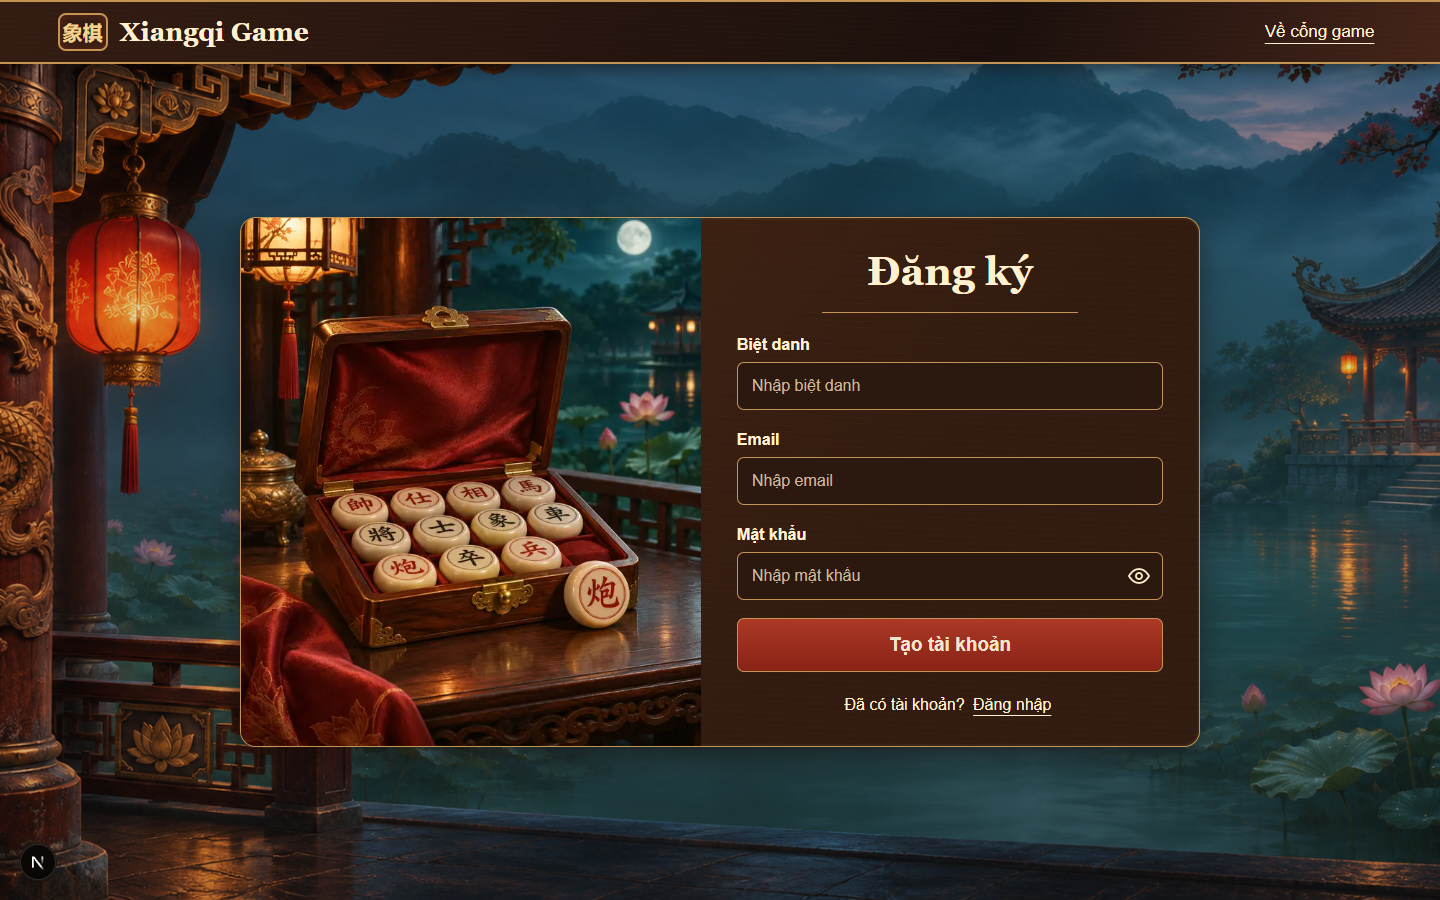 象棋 Xiangqi Game
Về cổng game
Đăng ký
Biệt danh
Nhập biệt danh
Email
Nhập email
Mật khẩu
Nhập mật khẩu
Tạo tài khoản
Đã có tài khoản? Đăng nhập
帥 仕 相 馬
將 士 象 車
炮 卒 兵
炮
N